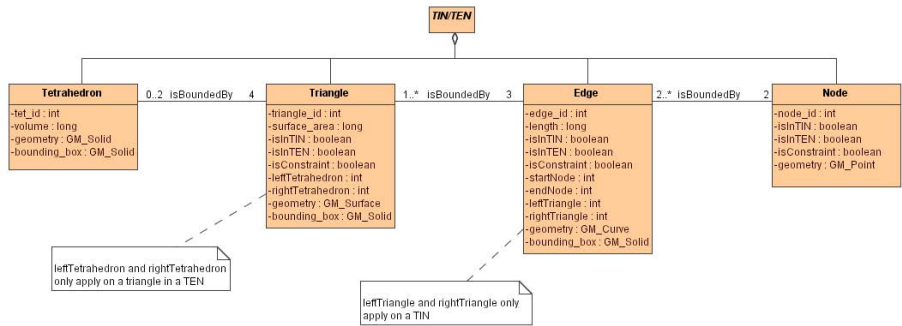 TIN/TEN
Tetrahedron
-tet_id : int
-volume : long
-geometry : GM_Solid
-bounding_box : GM_Solid
0..2 isBoundedBy 4
Triangle
-triangle_id : int
-surface_area : long
-isInTIN : boolean
-isInTEN : boolean
-isConstraint : boolean
-leftTetrahedron : int
-rightTetrahedron : int
-geometry : GM_Surface
-bounding_box : GM_Solid
1..* isBoundedBy 3
Edge
-edge_id : int
-length : long
-isInTIN : boolean
-isInTEN : boolean
-isConstraint : boolean
-startNode : int
-endNode : int
-leftTriangle : int
-rightTriangle : int
-geometry : GM_Curve
-bounding_box : GM_Solid
2..* isBoundedBy 2
Node
-node_id : int
-isInTIN : boolean
-isInTEN : boolean
-isConstraint : boolean
-geometry : GM_Point
leftTetrahedron and rightTetrahedron
only apply on a triangle in a TEN
leftTriangle and rightTriangle only
apply on a TIN